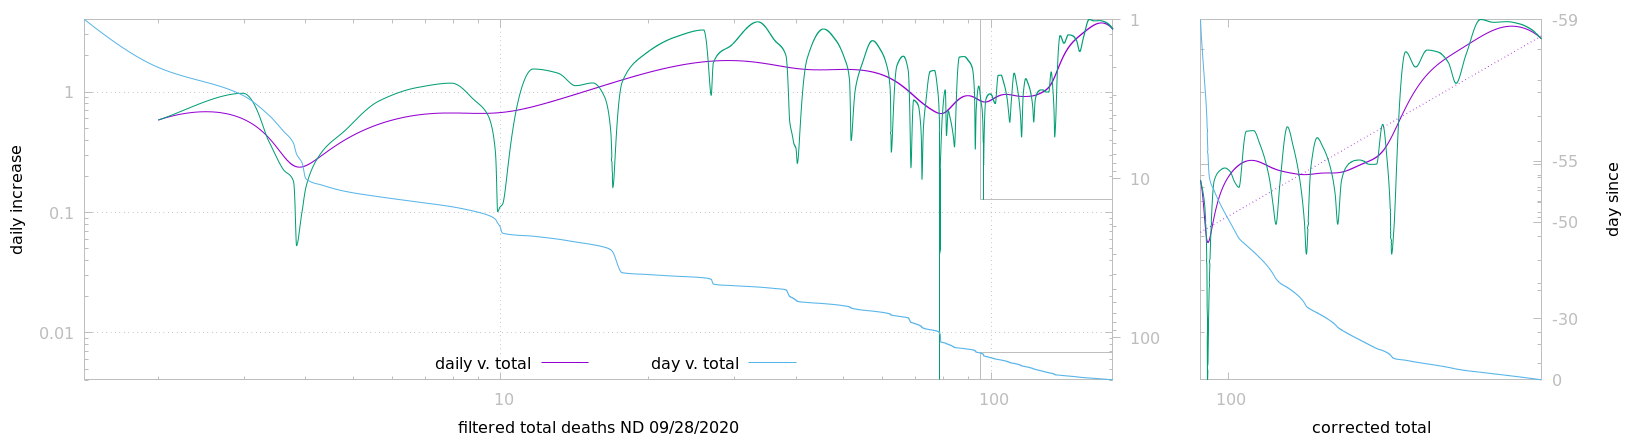 daily increase
1
0.1
0.01
daily v. total
day v. total
10
100
filtered total deaths ND 09/28/2020
1
10
100
100
corrected total
-59
-55
-50
-30
0
day since